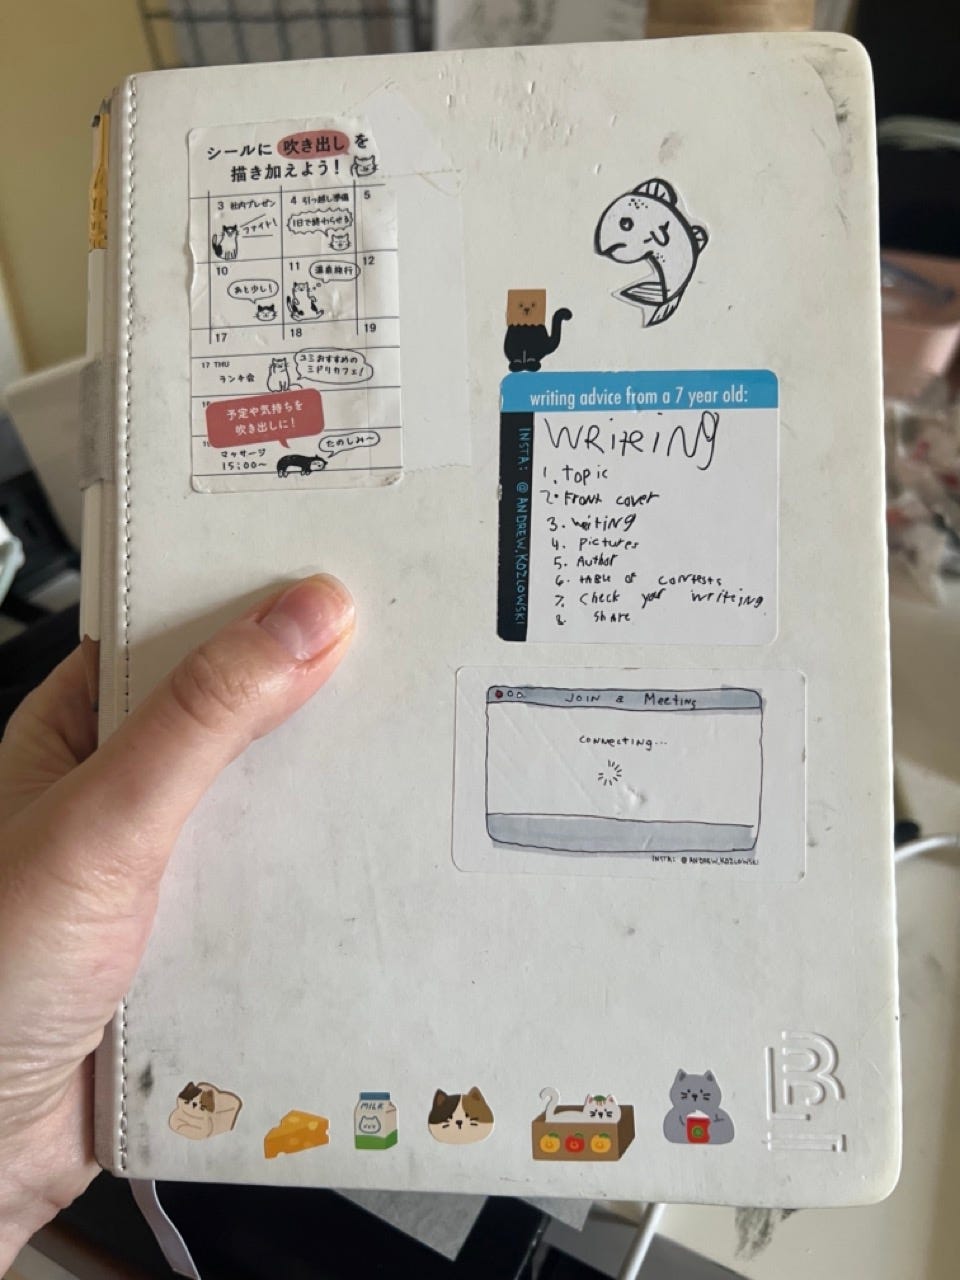 シールに 吹き出し を
描き加えよう！
3 社内プレゼン
ファイト！
4 引っ越し準備
1日で終わらせる
5
10
あと少し！
11
温泉旅行
12
17
18
19
17 THU
ランチ会
ユミおすすめの
ミドリカフェ！
予定や気持ちを
吹き出しに！
マッサージ
15:00〜
たのしみ〜
writing advice from a 7 year old:
INSTA: @ANDREW.KOZLOWSKI
WRitiNg
1. Topic
2. Front cover
3. writiNg
4. pictures
5. Author
6. tABLe of contests
7. Check your writeing
8. share
JOIN a Meeting
connecting...
INSTA: @ANDREW.KOZLOWSKI
MILK